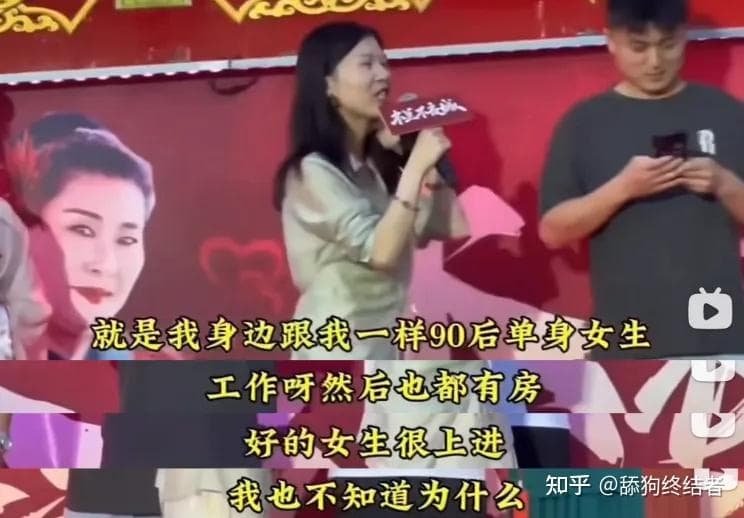 就是我身边跟我一样90后单身女生
工作呀然后也都有房
好的女生很上进
我也不知道为什么
知乎 @舔狗终结者